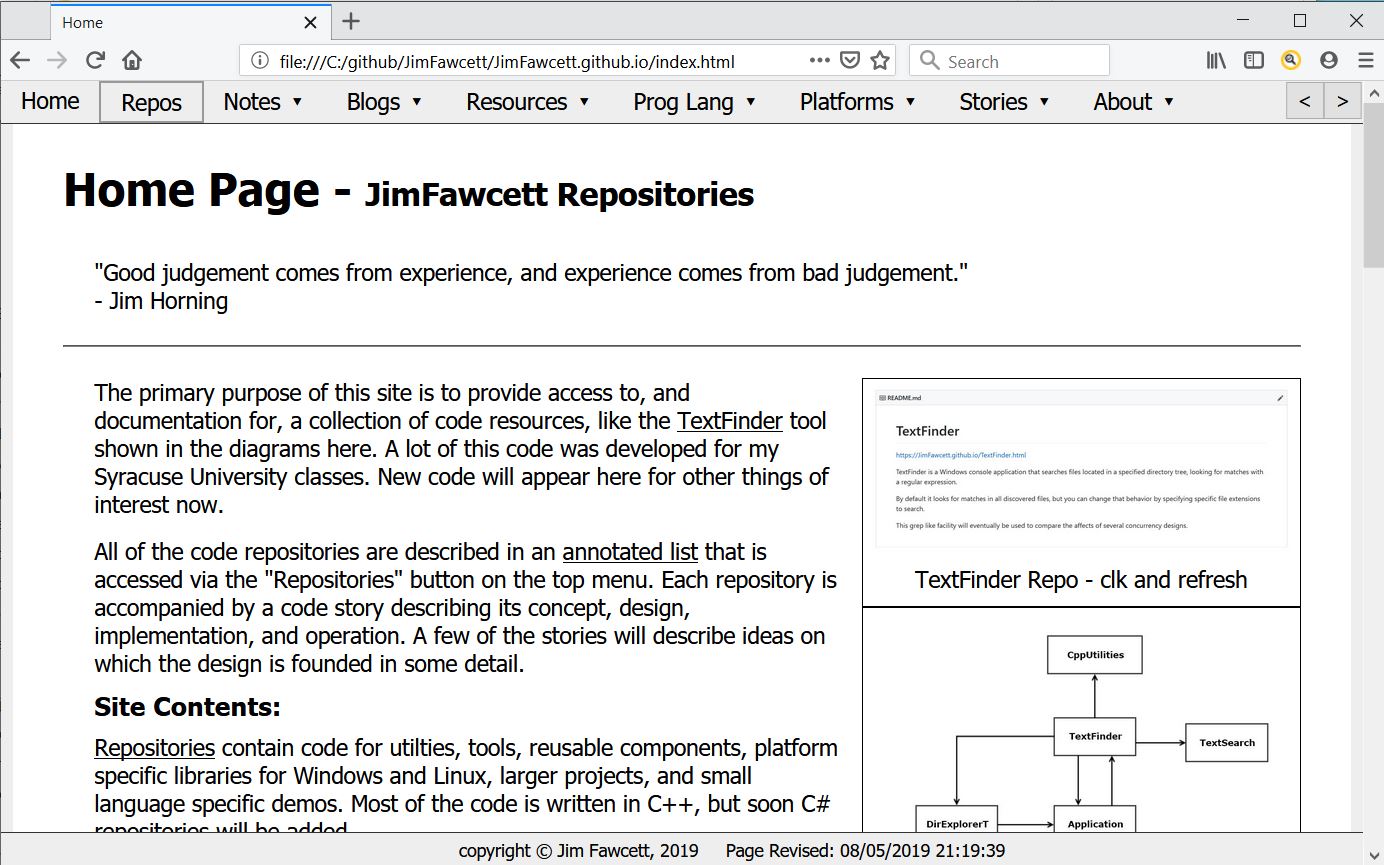 Home
file:///C:/github/JimFawcett/JimFawcett.github.io/index.html
Search
Home Repos Notes ▼ Blogs ▼ Resources ▼ Prog Lang ▼ Platforms ▼ Stories ▼ About ▼ < >
Home Page - JimFawcett Repositories
"Good judgement comes from experience, and experience comes from bad judgement."
- Jim Horning
The primary purpose of this site is to provide access to, and
documentation for, a collection of code resources, like the TextFinder tool
shown in the diagrams here. A lot of this code was developed for my
Syracuse University classes. New code will appear here for other things of
interest now.
All of the code repositories are described in an annotated list that is
accessed via the "Repositories" button on the top menu. Each repository is
accompanied by a code story describing its concept, design,
implementation, and operation. A few of the stories will describe ideas on
which the design is founded in some detail.
Site Contents:
Repositories contain code for utilties, tools, reusable components, platform
specific libraries for Windows and Linux, larger projects, and small
language specific demos. Most of the code is written in C++, but soon C#
repositories will be added.
README.md
TextFinder
https://JimFawcett.github.io/TextFinder.html
TextFinder is a Windows console application that searches files located in a specified directory tree, looking for matches with
a regular expression.
By default it looks for matches in all discovered files, but you can change that behavior by specifying specific file extensions
to search.
This grep like facility will eventually be used to compare the affects of several concurrency designs.
TextFinder Repo - clk and refresh
CppUtilities
TextFinder
TextSearch
DirExplorerT
Application
copyright © Jim Fawcett, 2019 Page Revised: 08/05/2019 21:19:39